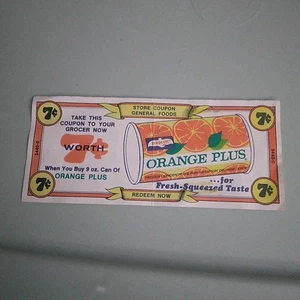 7¢
STORE COUPON
GENERAL FOODS
7¢
TAKE THIS
COUPON TO YOUR
GROCER NOW
7¢
WORTH
When You Buy 9 oz. Can Of
ORANGE PLUS
ORANGE PLUS
...for
Fresh-Squeezed Taste
7¢
REDEEM NOW
7¢